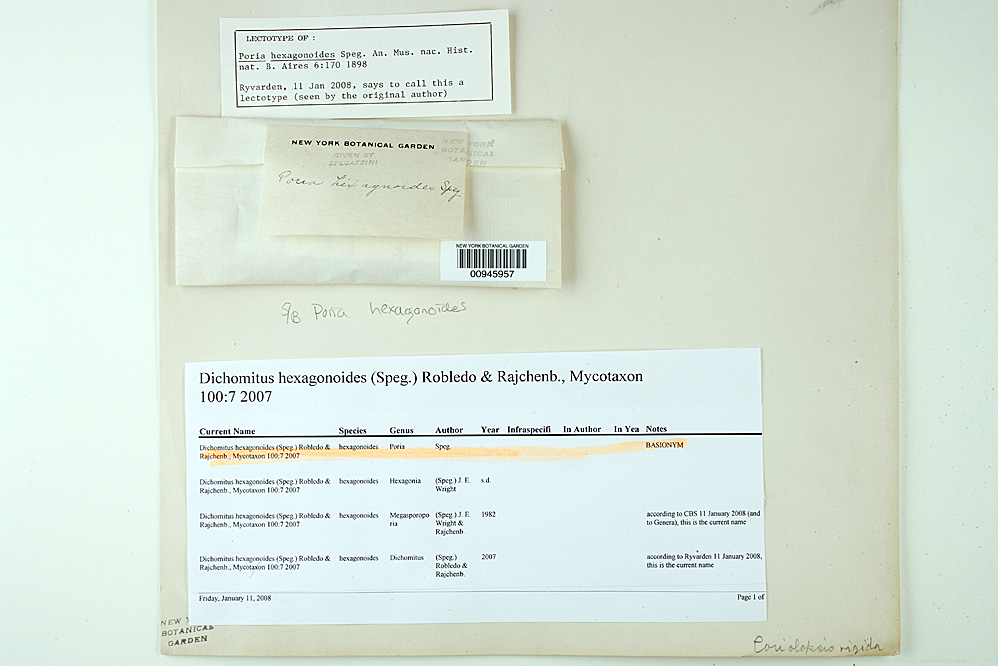 LECTOTYPE OF :
Poria hexagonoides Speg. An. Mus. nac. Hist.
nat. B. Aires 6:170 1898
Ryvarden, 11 Jan 2008, says to call this a
lectotype (seen by the original author)
NEW YORK BOTANICAL GARDEN
GIVEN BY
SPEGAZZINI
NEW YORK
BOTANICAL
GARDEN
Poria hexagonoides Speg.
NEW YORK BOTANICAL GARDEN
00945957
S/B Poria hexagonoides
Dichomitus hexagonoides (Speg.) Robledo & Rajchenb., Mycotaxon
100:7 2007
Current Name Species Genus Author Year Infraspecifi In Author In Yea Notes
Dichomitus hexagonoides (Speg.) Robledo & hexagonoides Poria Speg. BASIONYM
Rajchenb., Mycotaxon 100:7 2007
Dichomitus hexagonoides (Speg.) Robledo & hexagonoides Hexagonia (Speg.) J. E. s.d.
Rajchenb., Mycotaxon 100:7 2007 Wright
Dichomitus hexagonoides (Speg.) Robledo & hexagonoides Megasporopo (Speg.) J. E. 1982 according to CBS 11 January 2008 (and
Rajchenb., Mycotaxon 100:7 2007 ria Wright & to Genera), this is the current name
Rajchenb.
Dichomitus hexagonoides (Speg.) Robledo & hexagonoides Dichomitus (Speg.) 2007 according to Ryvarden 11 January 2008,
Rajchenb., Mycotaxon 100:7 2007 Robledo & this is the current name
Rajchenb.
Friday, January 11, 2008 Page 1 of
NEW Y
BOTANICAL
GARDEN
Coriolopsis rigida